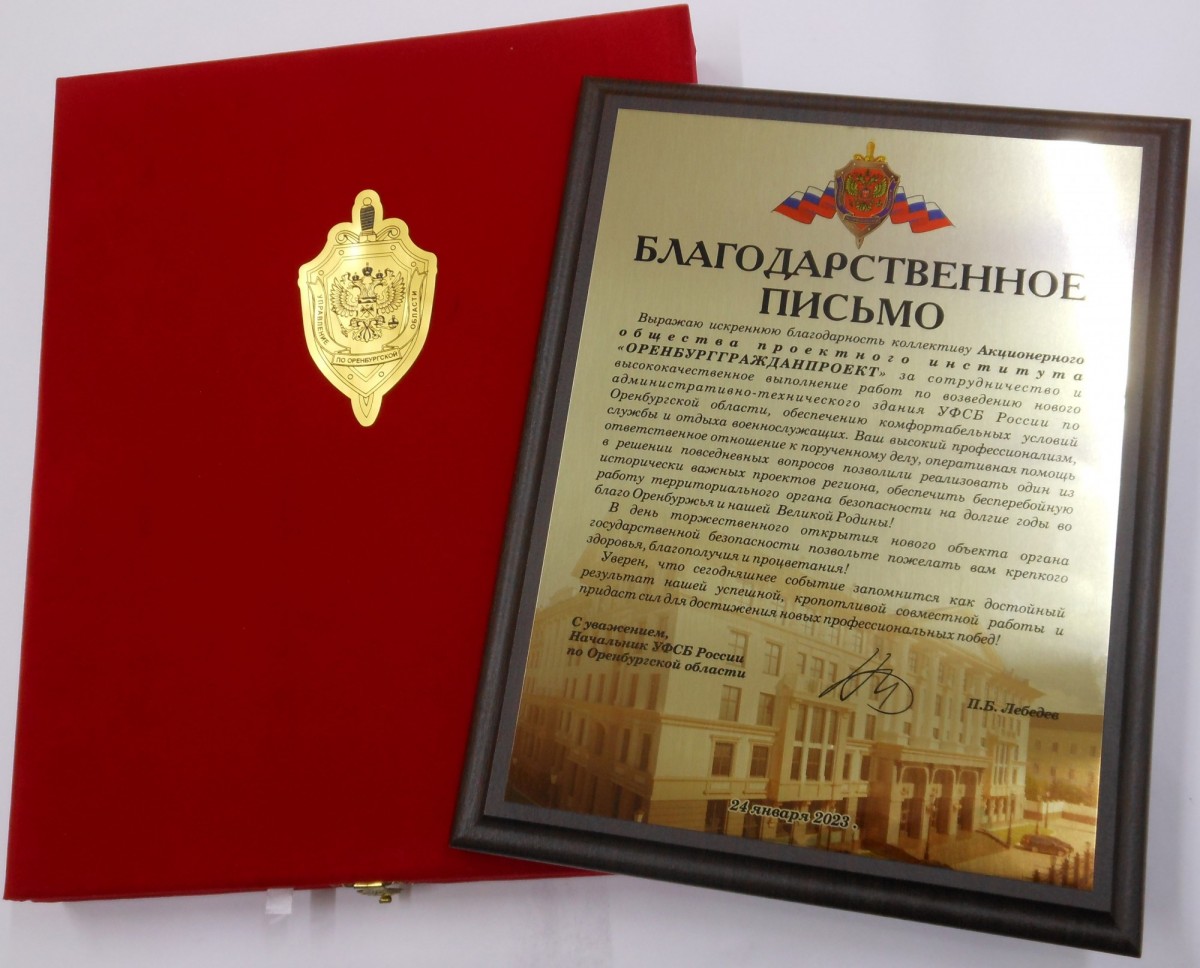 УПРАВЛЕНИЕ
ПО ОРЕНБУРГСКОЙ
ОБЛАСТИ
БЛАГОДАРСТВЕННОЕ
ПИСЬМО
Выражаю искреннюю благодарность коллективу Акционерного
общества проектного института
«ОРЕНБУРГГРАЖДАНПРОЕКТ» за сотрудничество и
высококачественное выполнение работ по возведению нового
административно-технического здания УФСБ России по
Оренбургской области, обеспечению комфортабельных условий
службы и отдыха военнослужащих. Ваш высокий профессионализм,
ответственное отношение к порученному делу, оперативная помощь
в решении повседневных вопросов позволили реализовать один из
исторически важных проектов региона, обеспечить бесперебойную
работу территориального органа безопасности на долгие годы во
благо Оренбуржья и нашей Великой Родины!
В день торжественного открытия нового объекта органа
государственной безопасности позвольте пожелать вам крепкого
здоровья, благополучия и процветания!
Уверен, что сегодняшнее событие запомнится как достойный
результат нашей успешной, кропотливой совместной работы и
придаст сил для достижения новых профессиональных побед!
С уважением,
Начальник УФСБ России
по Оренбургской области
П.Б. Лебедев
24 января 2023 .